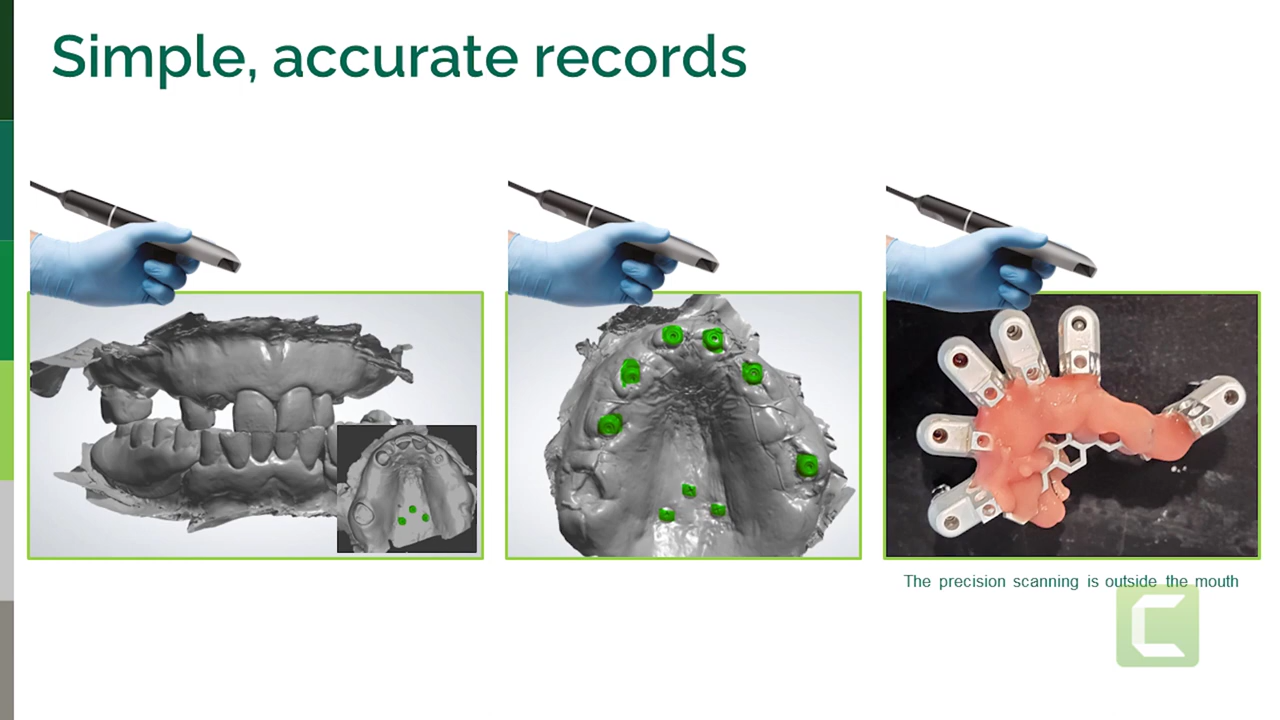 Simple, accurate records
The precision scanning is outside the mouth